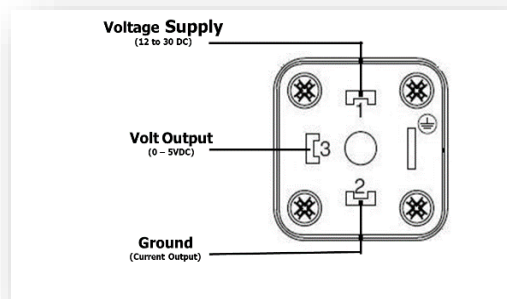 Voltage Supply
(12 to 30 DC)
1
Volt Output
(0 – 5VDC)
3
2
Ground
(Current Output)